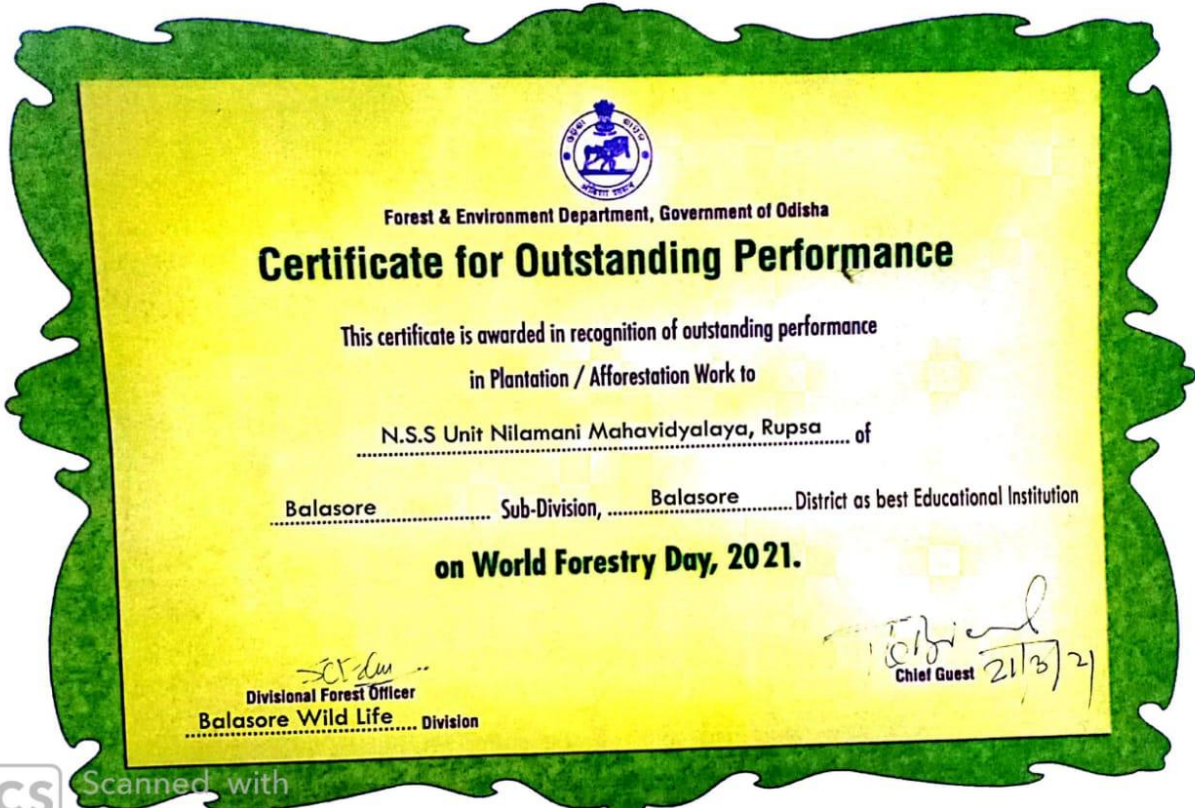 ଓଡ଼ିଶା ଶାସନ
Forest & Environment Department, Government of Odisha
Certificate for Outstanding Performance
This certificate is awarded in recognition of outstanding performance
in Plantation / Afforestation Work to
N.S.S Unit Nilamani Mahavidyalaya, Rupsa of
Balasore Sub-Division, Balasore District as best Educational Institution
on World Forestry Day, 2021.
Divisional Forest Officer
Balasore Wild Life Division
Chief Guest 21/3/21
CS Scanned with